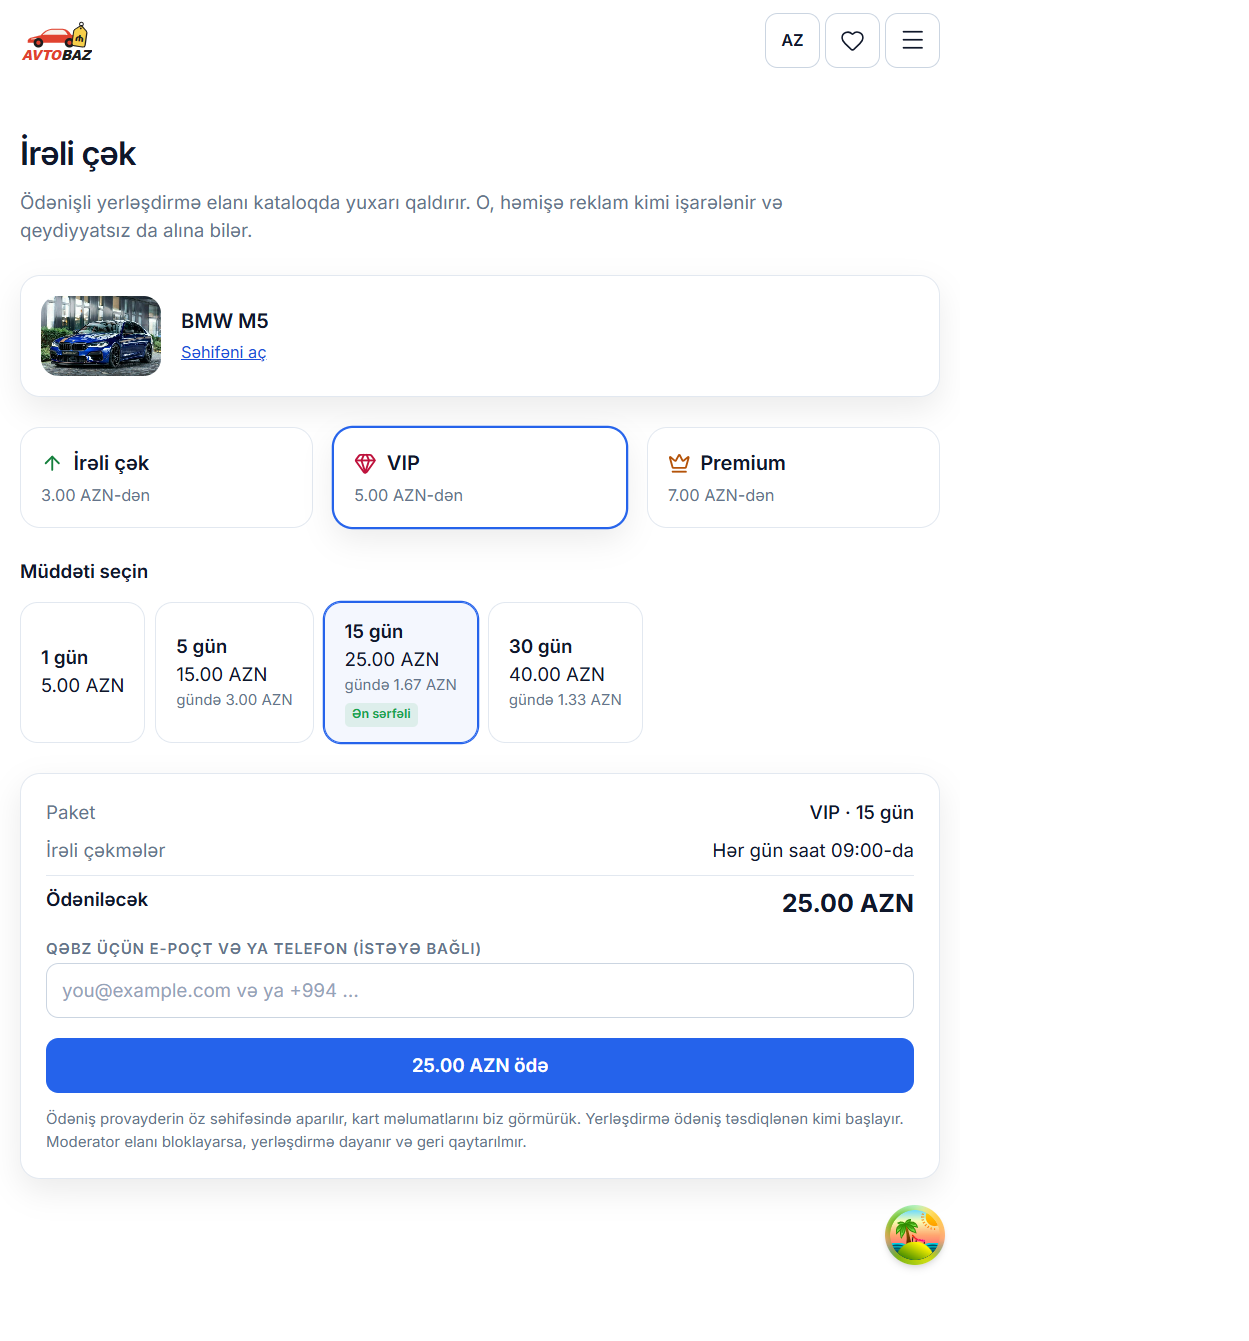 AVTOBAZ
AZ
İrəli çək
Ödənişli yerləşdirmə elanı kataloqda yuxarı qaldırır. O, həmişə reklam kimi işarələnir və
qeydiyyatsız da alına bilər.
BMW M5
Səhifəni aç
İrəli çək
3.00 AZN-dən
VIP
5.00 AZN-dən
Premium
7.00 AZN-dən
Müddəti seçin
1 gün
5.00 AZN
5 gün
15.00 AZN
gündə 3.00 AZN
15 gün
25.00 AZN
gündə 1.67 AZN
Ən sərfəli
30 gün
40.00 AZN
gündə 1.33 AZN
Paket
VIP · 15 gün
İrəli çəkmələr
Hər gün saat 09:00-da
Ödəniləcək
25.00 AZN
QƏBZ ÜÇÜN E-POÇT VƏ YA TELEFON (İSTƏYƏ BAĞLI)
you@example.com və ya +994 ...
25.00 AZN ödə
Ödəniş provayderin öz səhifəsində aparılır, kart məlumatlarını biz görmürük. Yerləşdirmə ödəniş təsdiqlənən kimi başlayır.
Moderator elanı bloklayarsa, yerləşdirmə dayanır və geri qaytarılmır.